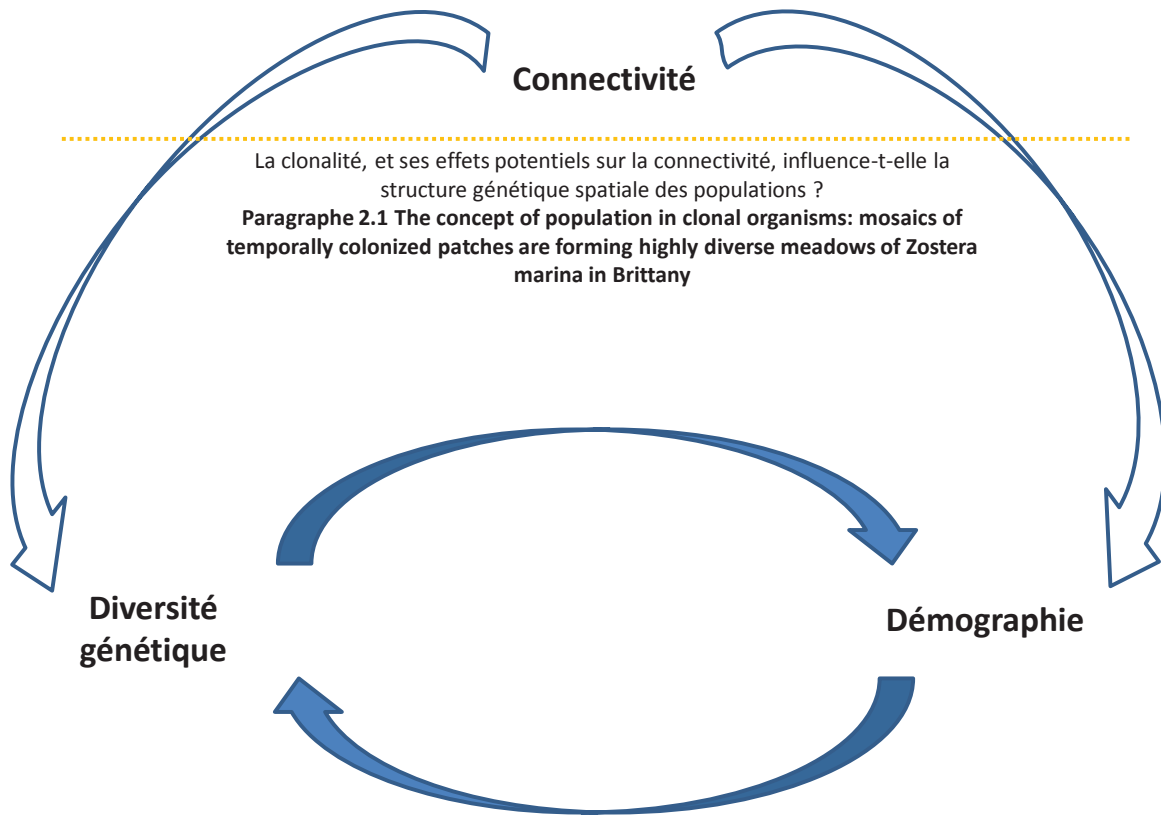 Connectivité
La clonalité, et ses effets potentiels sur la connectivité, influence-t-elle la
structure génétique spatiale des populations ?
Paragraphe 2.1 The concept of population in clonal organisms: mosaics of
temporally colonized patches are forming highly diverse meadows of Zostera
marina in Brittany
Diversité
génétique
Démographie